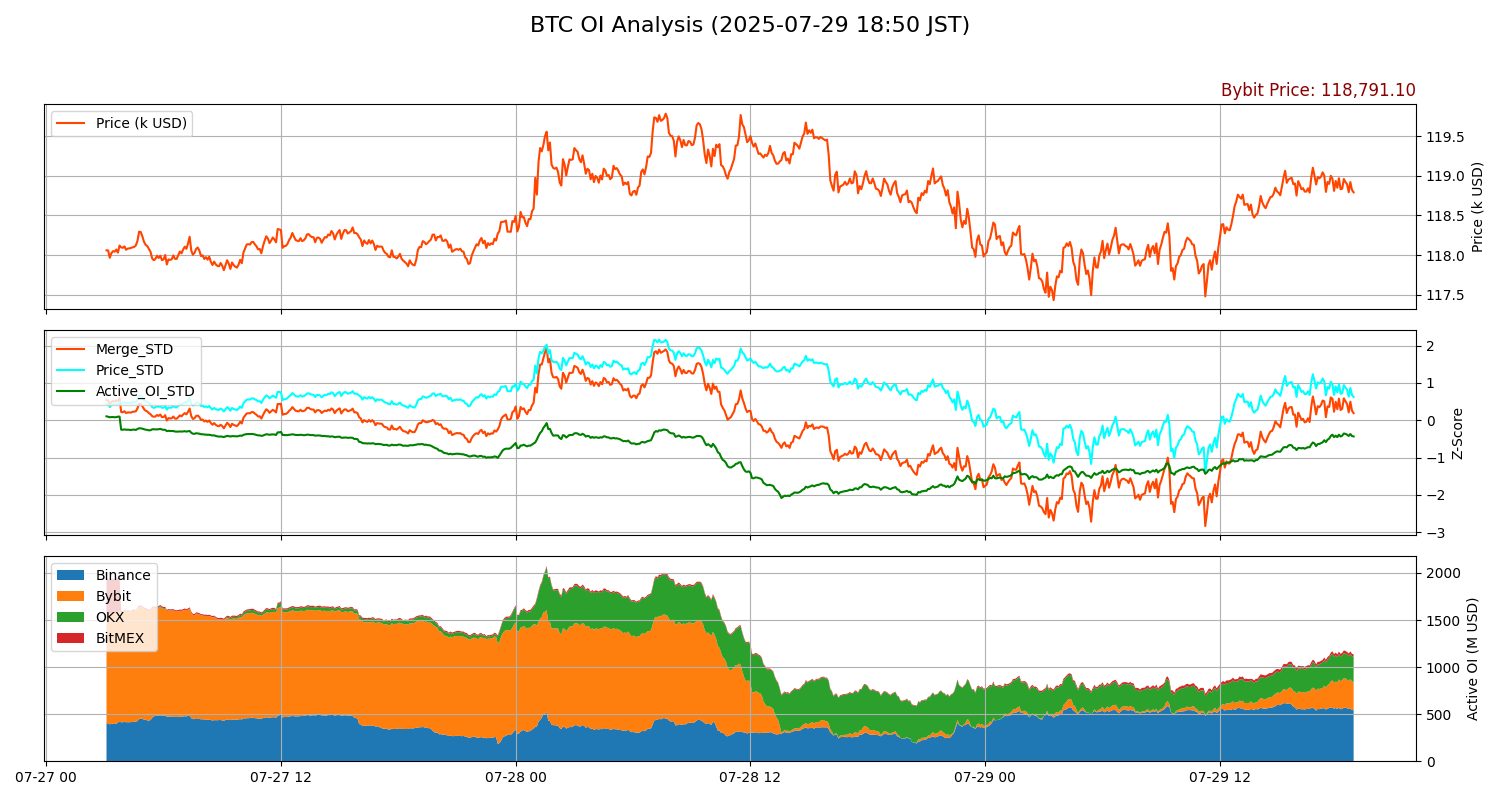 BTC OI Analysis (2025-07-29 18:50 JST)
Bybit Price: 118,791.10
Price (k USD)
119.5
119.0
118.5
118.0
117.5
Price (k USD)
Merge_STD
Price_STD
Active_OI_STD
2
1
0
−1
−2
−3
Z-Score
Binance
Bybit
OKX
BitMEX
2000
1500
1000
500
0
Active OI (M USD)
07-27 00
07-27 12
07-28 00
07-28 12
07-29 00
07-29 12